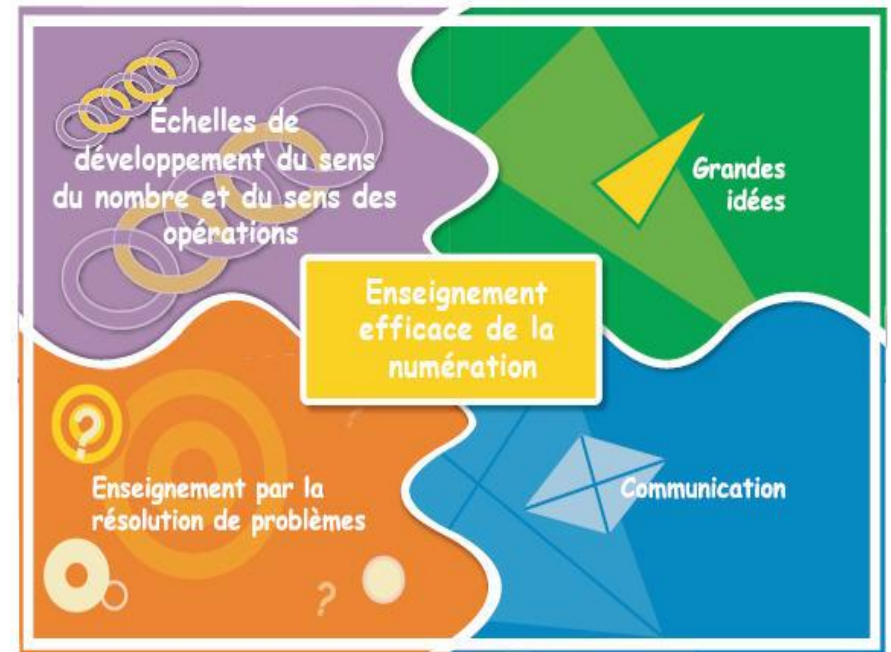 Échelles de
développement du sens
du nombre et du sens des
opérations
Grandes
idées
Enseignement
efficace de la
numération
?
Enseignement par la
résolution de problèmes
?
?
Communication